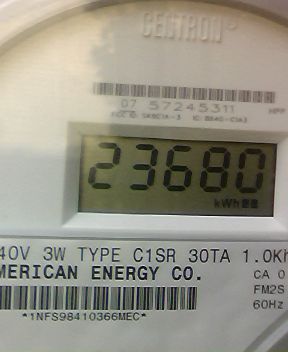 CENTRON
07 57245311
23680
kWh
40V 3W TYPE C1SR 30TA 1.0Kh
MERICAN ENERGY CO.
CA 0
FM2S
60Hz
*1NFS98410366MEC*